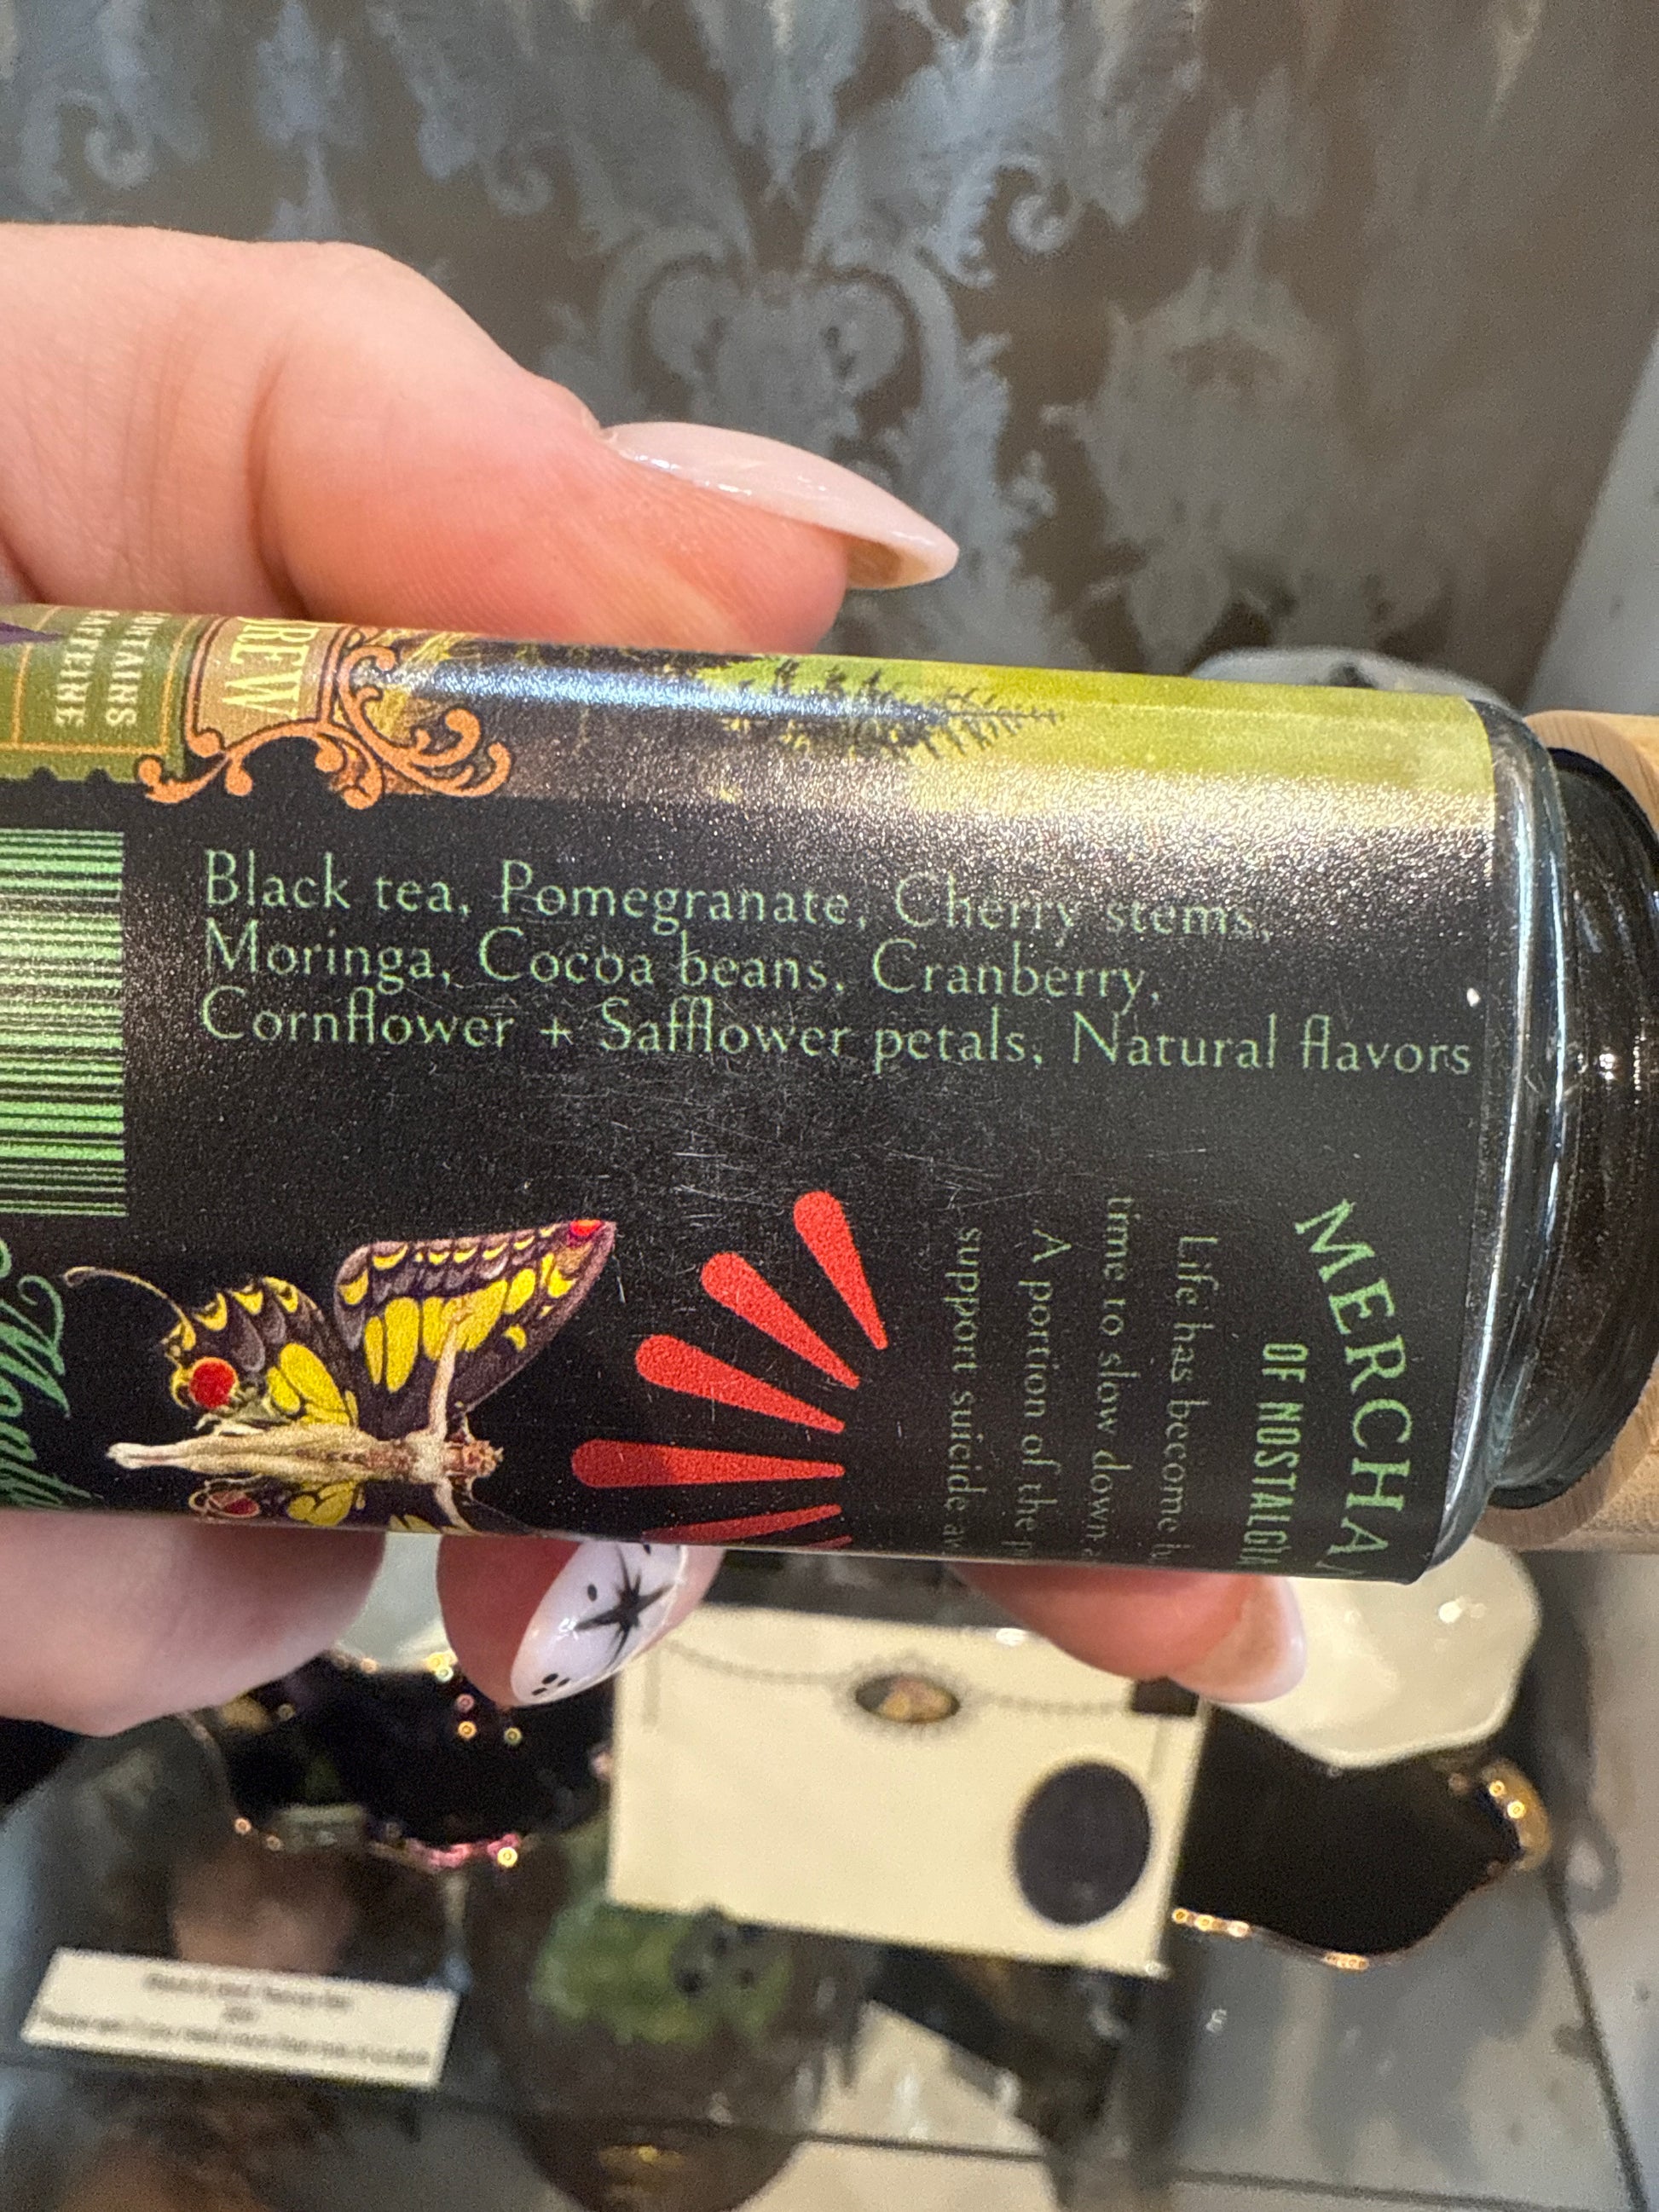 BREW
CONTAINS
CAFFEINE
Black tea, Pomegranate, Cherry stems,
Moringa, Cocoa beans, Cranberry,
Cornflower + Safflower petals, Natural flavors
MERCHA
OF NOSTALGIA
Life has become
time to slow down
A portion of the
support suicide